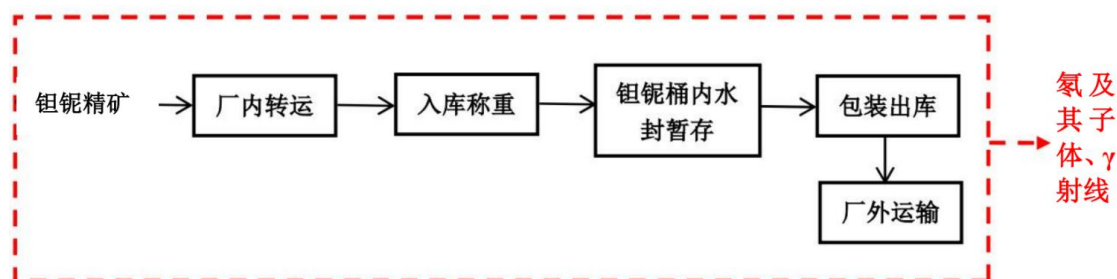 钽铌精矿
厂内转运
入库称重
钽铌桶内水
封暂存
包装出库
厂外运输
氡及
其子
体、γ
射线